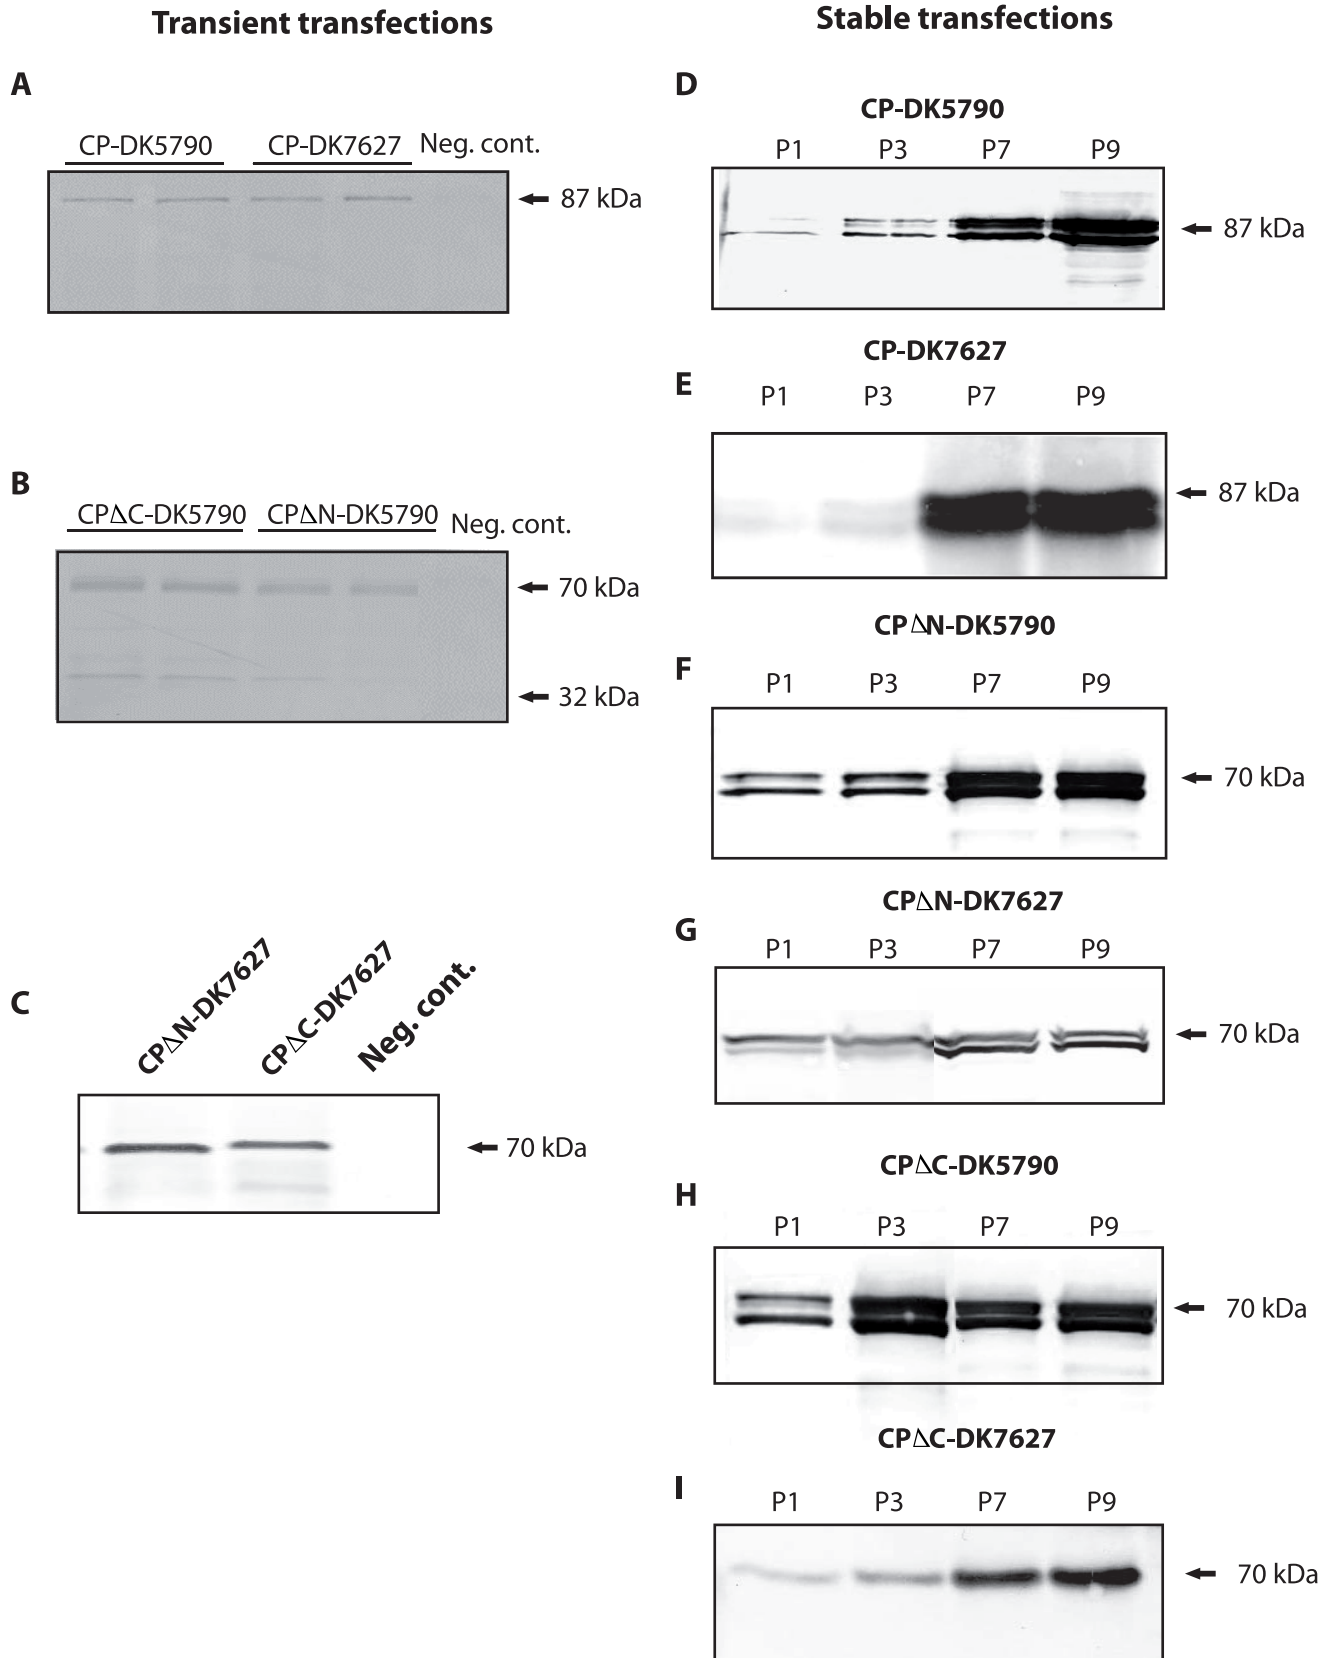 Transient transfections
A
CP-DK5790 CP-DK7627 Neg. cont.
87 kDa
B
CPΔC-DK5790 CPΔN-DK5790 Neg. cont.
70 kDa
32 kDa
C
CPΔN-DK7627 CPΔC-DK7627 Neg. cont.
70 kDa
Stable transfections
D
CP-DK5790
P1 P3 P7 P9
87 kDa
CP-DK7627
E
P1 P3 P7 P9
87 kDa
CPΔN-DK5790
F
P1 P3 P7 P9
70 kDa
CPΔN-DK7627
G
P1 P3 P7 P9
70 kDa
CPΔC-DK5790
H
P1 P3 P7 P9
70 kDa
CPΔC-DK7627
I
P1 P3 P7 P9
70 kDa